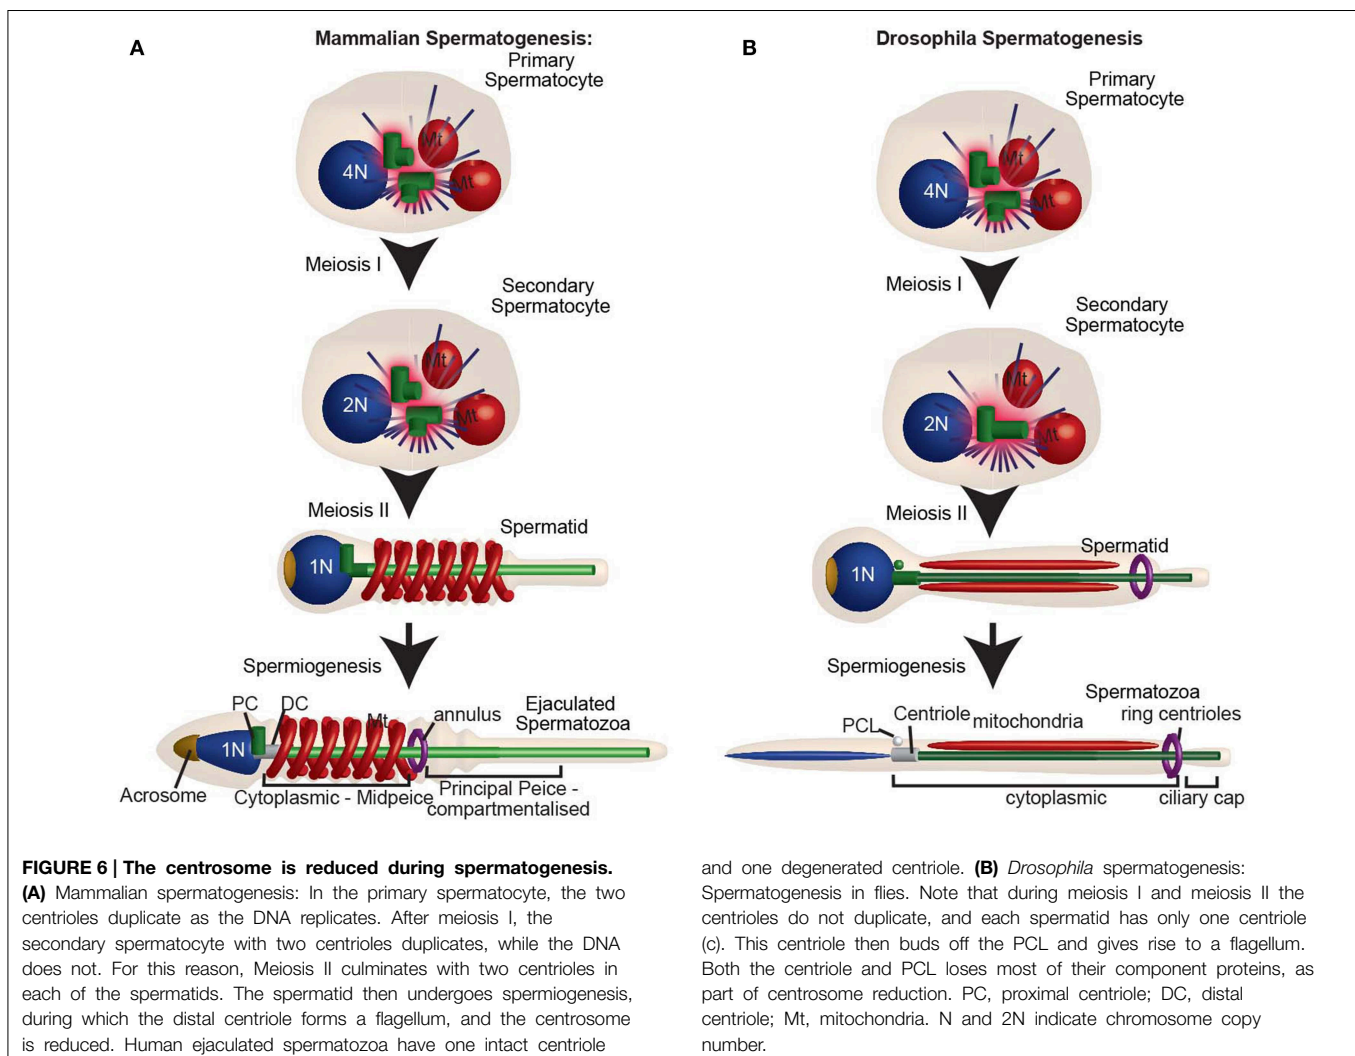 A
Mammalian Spermatogenesis:
Primary
Spermatocyte
Mt
4N
Mt
Meiosis I
Secondary
Spermatocyte
Mt
2N
Mt
Meiosis II
Spermatid
1N
Spermiogenesis
PC
DC
Mt
annulus
Ejaculated
Spermatozoa
1N
Acrosome
Cytoplasmic - Midpeice
Principal Peice -
compartmentalised
B
Drosophila Spermatogenesis
Primary
Spermatocyte
Mt
4N
Mt
Meiosis I
Secondary
Spermatocyte
Mt
2N
Mt
Meiosis II
Spermatid
1N
Spermiogenesis
Spermatozoa
ring centrioles
PCL
Centriole
mitochondria
cytoplasmic
ciliary cap
FIGURE 6 | The centrosome is reduced during spermatogenesis.
(A) Mammalian spermatogenesis: In the primary spermatocyte, the two
centrioles duplicate as the DNA replicates. After meiosis I, the
secondary spermatocyte with two centrioles duplicates, while the DNA
does not. For this reason, Meiosis II culminates with two centrioles in
each of the spermatids. The spermatid then undergoes spermiogenesis,
during which the distal centriole forms a flagellum, and the centrosome
is reduced. Human ejaculated spermatozoa have one intact centriole
and one degenerated centriole. (B) Drosophila spermatogenesis:
Spermatogenesis in flies. Note that during meiosis I and meiosis II the
centrioles do not duplicate, and each spermatid has only one centriole
(c). This centriole then buds off the PCL and gives rise to a flagellum.
Both the centriole and PCL loses most of their component proteins, as
part of centrosome reduction. PC, proximal centriole; DC, distal
centriole; Mt, mitochondria. N and 2N indicate chromosome copy
number.